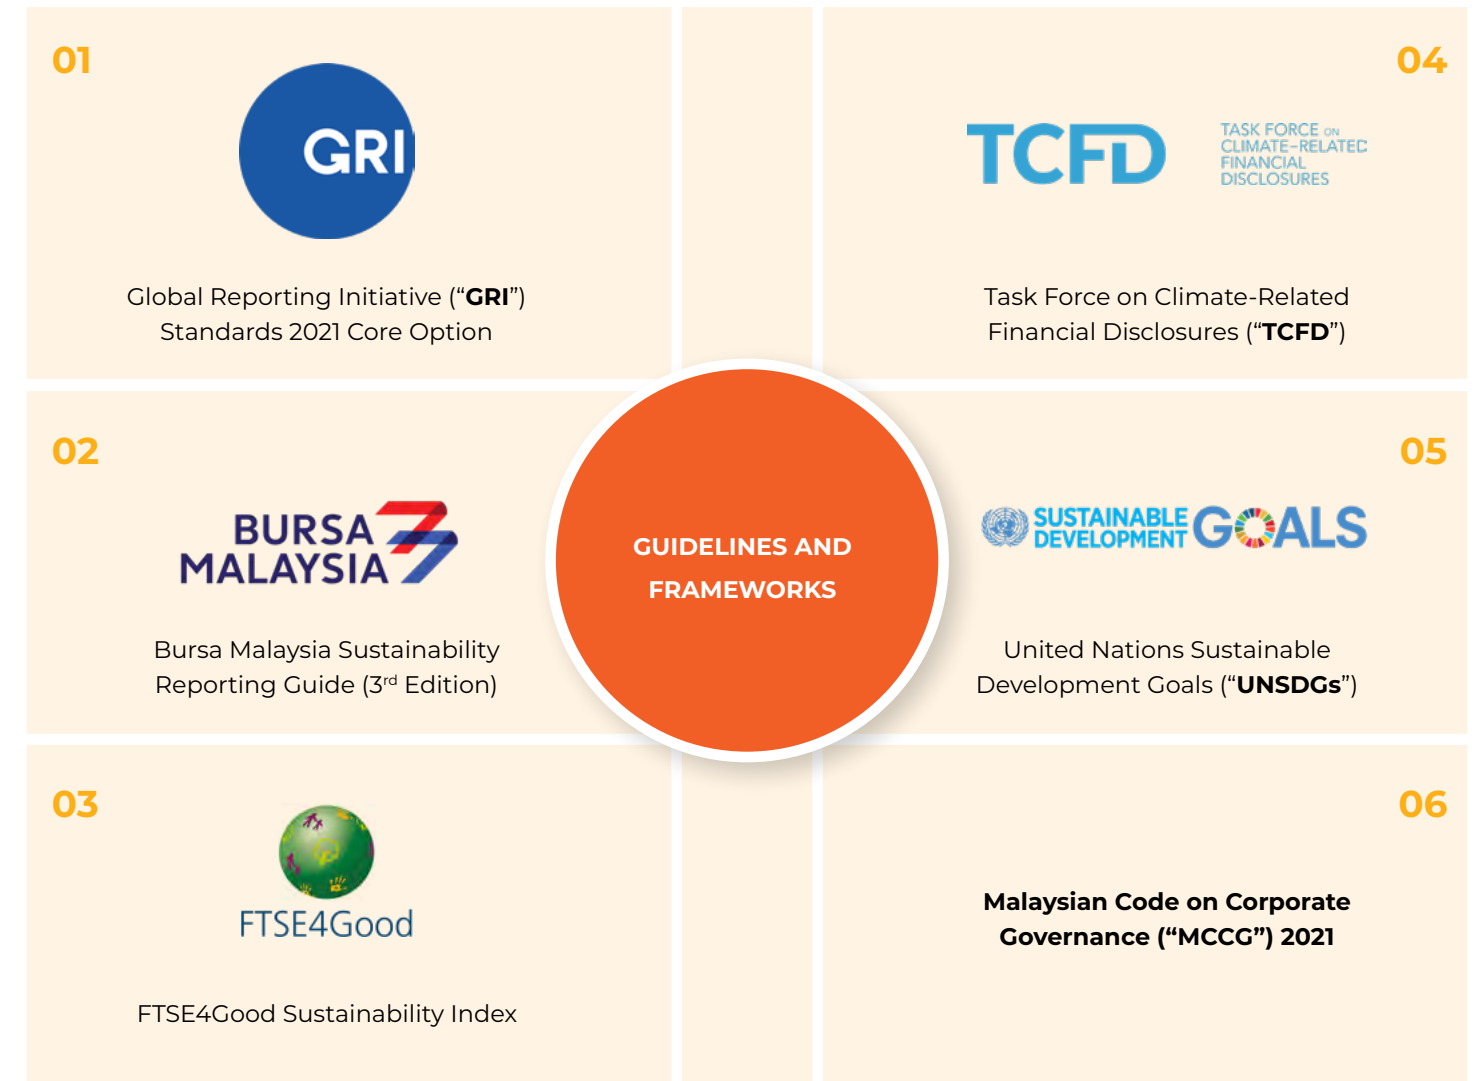 01
GRI
Global Reporting Initiative (“GRI”)
Standards 2021 Core Option
02
BURSA
MALAYSIA
Bursa Malaysia Sustainability
Reporting Guide (3rd Edition)
03
FTSE4Good
FTSE4Good Sustainability Index
GUIDELINES AND
FRAMEWORKS
04
TCFD
TASK FORCE ON
CLIMATE-RELATED
FINANCIAL
DISCLOSURES
Task Force on Climate-Related
Financial Disclosures (“TCFD”)
05
SUSTAINABLE
DEVELOPMENT
GOALS
United Nations Sustainable
Development Goals (“UNSDGs”)
06
Malaysian Code on Corporate
Governance (“MCCG”) 2021